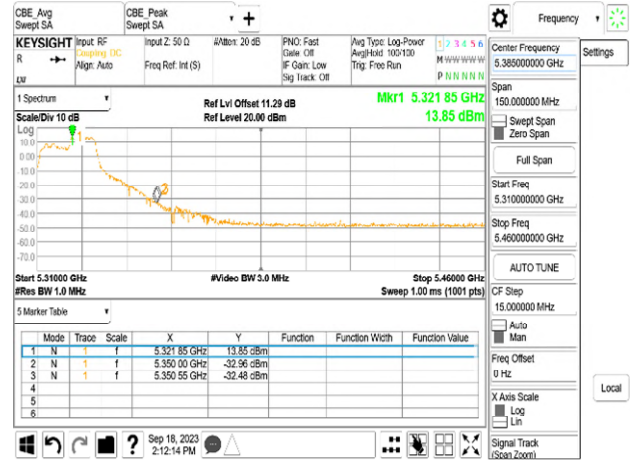 CBE_Avg
Swept SA
CBE_Peak
Swept SA
Frequency
KEYSIGHT
R
Input: RF
Coupling: DC
Align: Auto
Input Z: 50 Ω
Freq Ref: Int (S)
#Atten: 20 dB
PNO: Fast
Gate: Off
IF Gain: Low
Sig Track: Off
Avg Type: Log-Power
Avg|Hold: 100/100
Trig: Free Run
1 2 3 4 5 6
M W W W W W
P N N N N N
Center Frequency
5.385000000 GHz
Settings
Span
150.000000 MHz
Swept Span
Zero Span
Full Span
Start Freq
5.310000000 GHz
Stop Freq
5.460000000 GHz
AUTO TUNE
CF Step
15.000000 MHz
Auto
Man
Freq Offset
0 Hz
X Axis Scale
Log
Lin
Signal Track
(Span Zoom)
Local
1 Spectrum
Scale/Div 10 dB
Ref Lvl Offset 11.29 dB
Ref Level 20.00 dBm
Mkr1 5.321 85 GHz
13.85 dBm
Log
10.0
0.00
-10.0
-20.0
-30.0
-40.0
-50.0
-60.0
-70.0
1
Start 5.31000 GHz
#Res BW 1.0 MHz
#Video BW 3.0 MHz
Stop 5.46000 GHz
Sweep 1.00 ms (1001 pts)
5 Marker Table
Mode Trace Scale X Y Function Function Width Function Value
1 N 1 f 5.321 85 GHz 13.85 dBm
2 N 1 f 5.350 00 GHz -32.96 dBm
3 N 1 f 5.350 55 GHz -32.48 dBm
4
5
6
?
Sep 18, 2023
2:12:14 PM